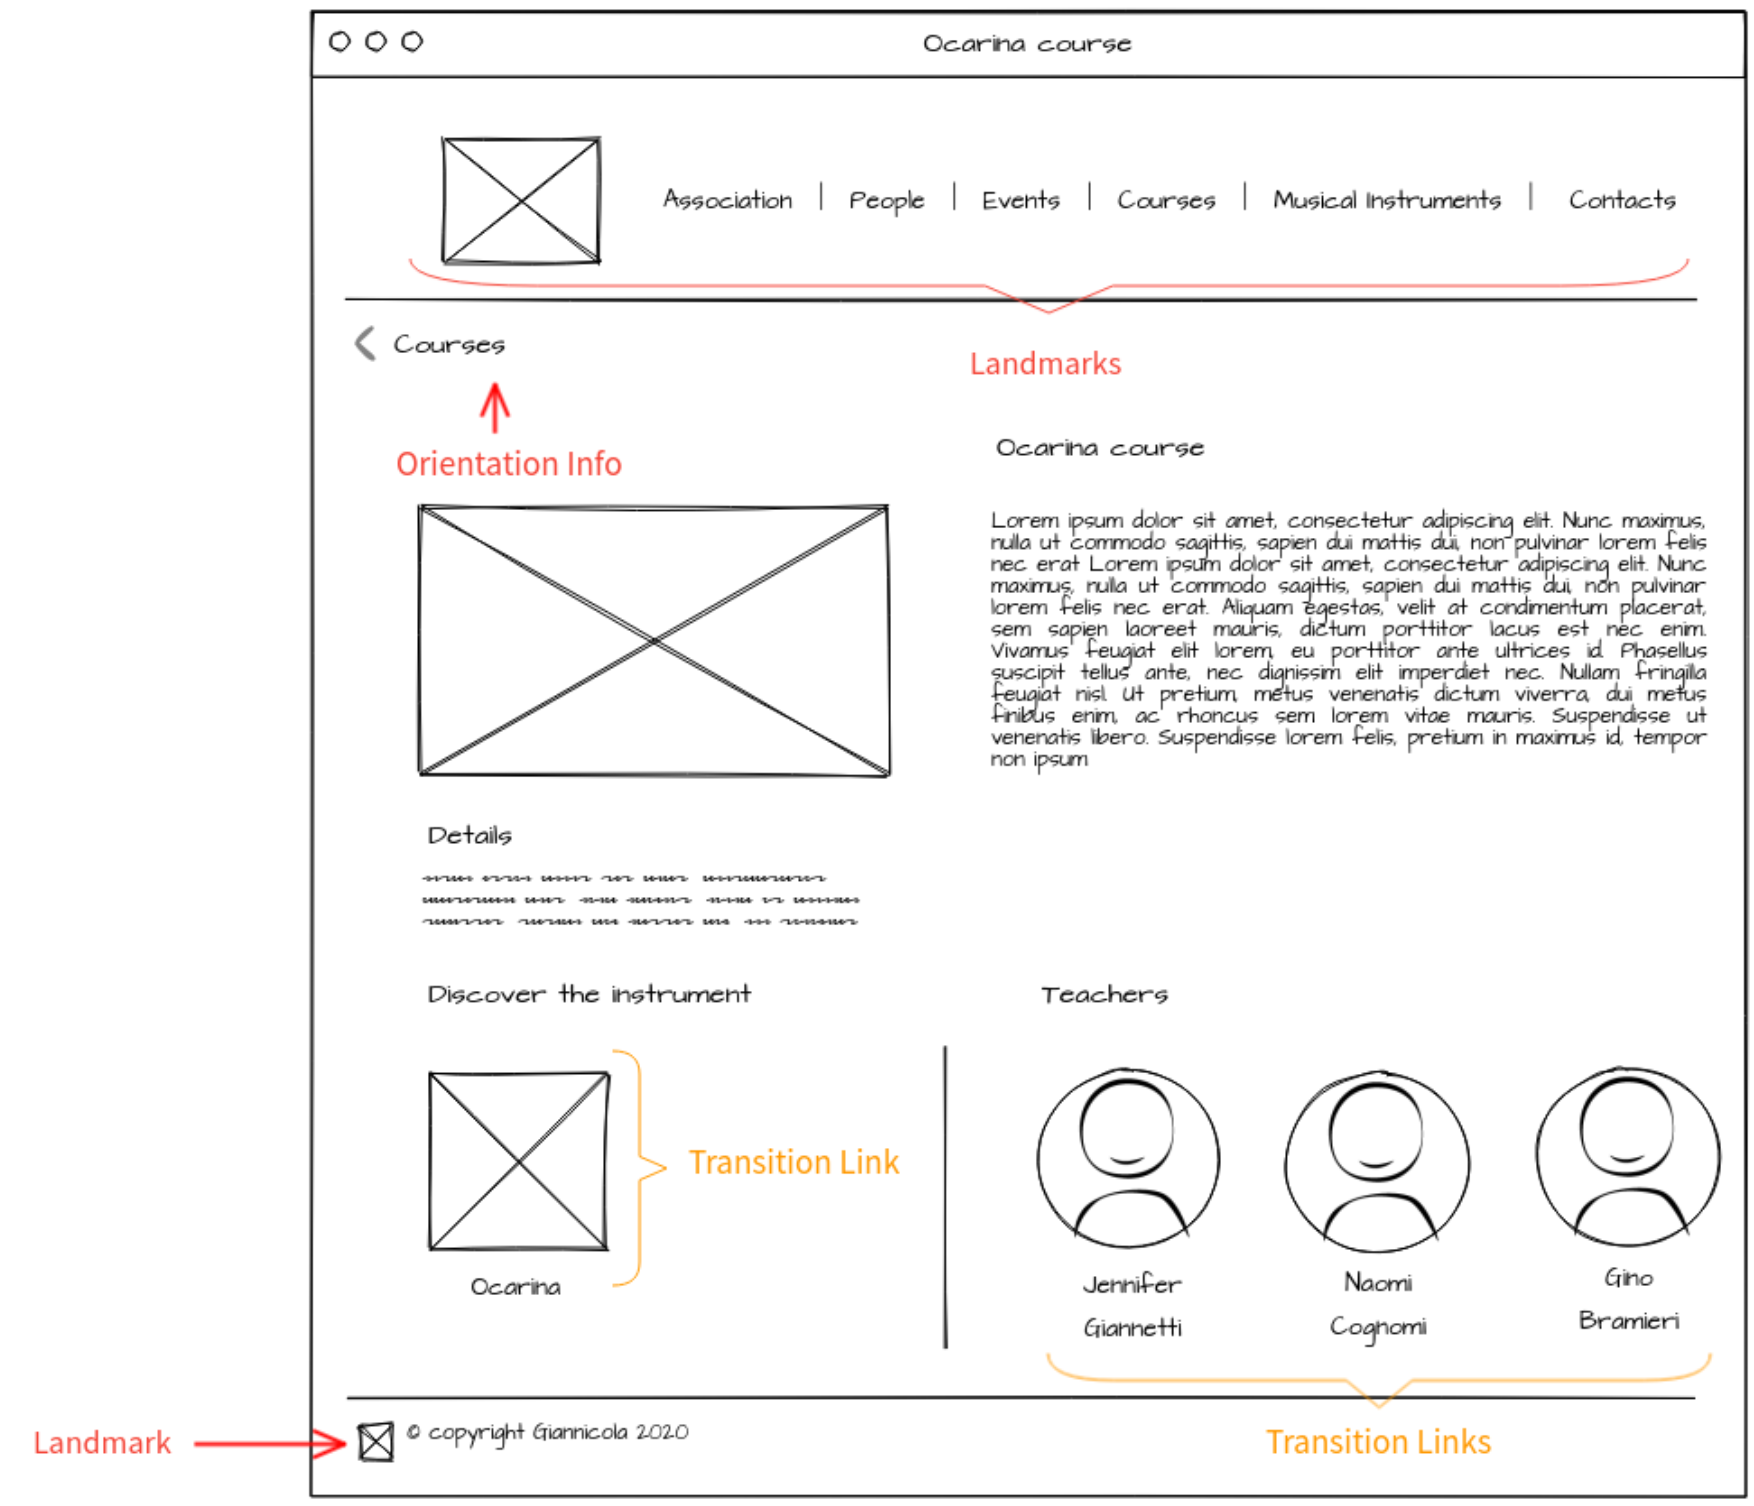 Ocarina course
Association | People | Events | Courses | Musical Instruments | Contacts
Courses
Landmarks
Orientation Info
Ocarina course
Lorem ipsum dolor sit amet, consectetur adipiscing elit. Nunc maximus,
nulla ut commodo sagittis, sapien dui mattis dui, non pulvinar lorem felis
nec erat Lorem ipsum dolor sit amet, consectetur adipiscing elit. Nunc
maximus, nulla ut commodo sagittis, sapien dui mattis dui, non pulvinar
lorem felis nec erat. Aliquam egestas, velit at condimentum placerat,
sem sapien laoreet mauris, dictum porttitor lacus est nec enim.
Vivamus feugiat elit lorem, eu porttitor ante ultrices id. Phasellus
suscipit tellus ante, nec dignissim elit imperdiet nec. Nullam fringilla
feugiat nisl. Ut pretium, metus venenatis dictum viverra, dui metus
finibus enim, ac rhoncus sem lorem vitae mauris. Suspendisse ut
venenatis libero. Suspendisse lorem felis, pretium in maximus id, tempor
non ipsum
Details
Discover the instrument
Transition Link
Ocarina
Teachers
Jennifer
Giannetti
Naomi
Cognomi
Gino
Bramieri
Transition Links
Landmark
© copyright Giannicola 2020